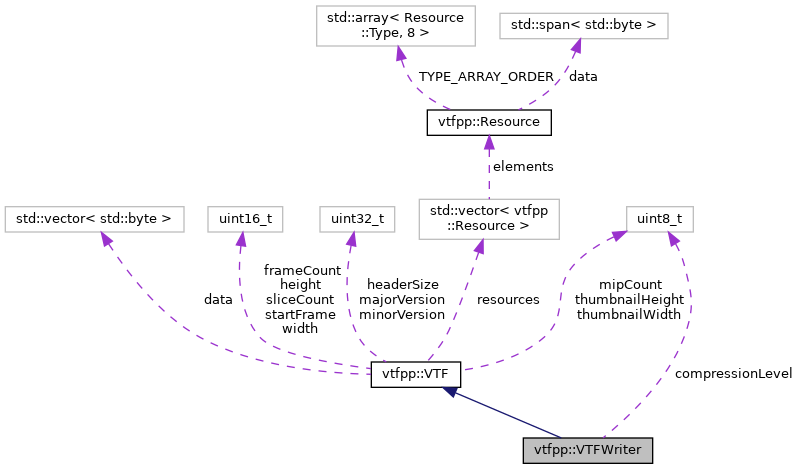 std::array< Resource
::Type, 8 >
std::span< std::byte >
TYPE_ARRAY_ORDER
data
vtfpp::Resource
elements
std::vector< std::byte >
uint16_t
uint32_t
std::vector< vtfpp
::Resource >
uint8_t
data
frameCount
height
sliceCount
startFrame
width
headerSize
majorVersion
minorVersion
resources
mipCount
thumbnailHeight
thumbnailWidth
compressionLevel
vtfpp::VTF
vtfpp::VTFWriter